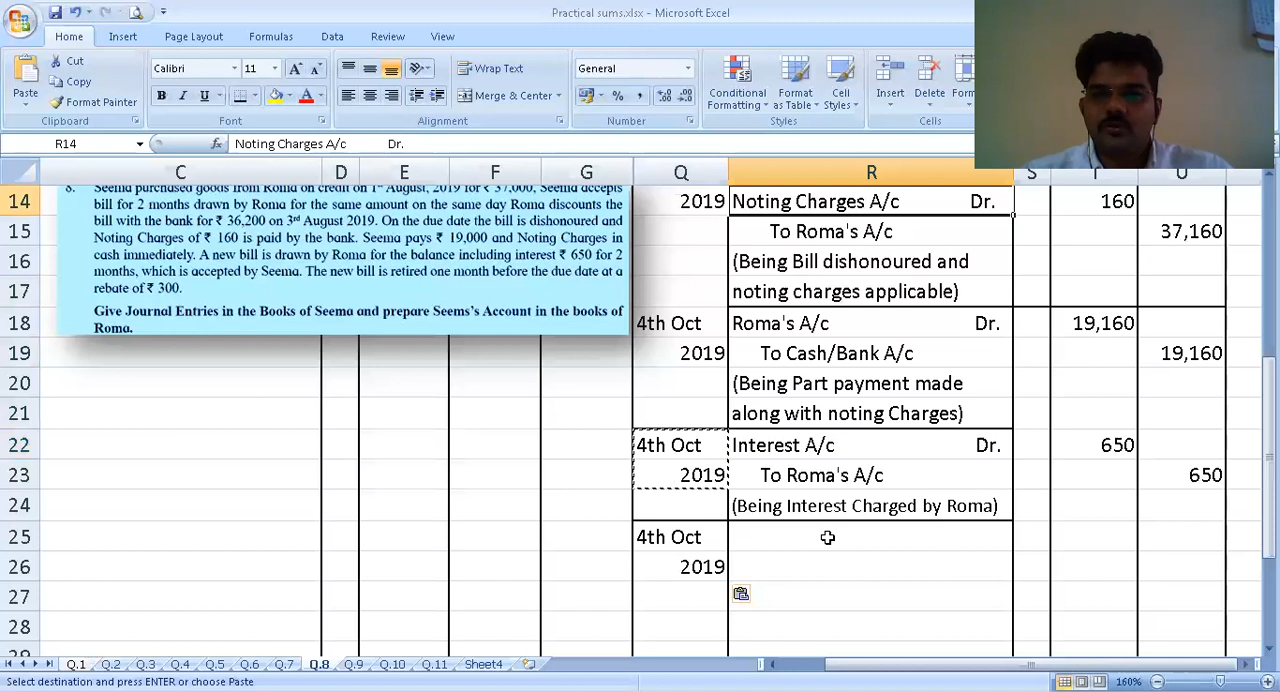 Practical sums.xlsx - Microsoft Excel
Home Insert Page Layout Formulas Data Review View
Paste
Cut
Copy
Format Painter
Clipboard
Calibri 11
B I U
Font
Wrap Text
Merge & Center
Alignment
General
Number
Conditional Formatting
Format as Table
Cell Styles
Styles
Insert Delete
Cells
R14 fx Noting Charges A/c Dr.
C D E F G Q R S
8. Seema purchased goods from Roma on credit on 1st August, 2019 for ₹ 37,000, Seema accepts
bill for 2 months drawn by Roma for the same amount on the same day Roma discounts the
bill with the bank for ₹ 36,200 on 3rd August 2019. On the due date the bill is dishonoured and
Noting Charges of ₹ 160 is paid by the bank. Seema pays ₹ 19,000 and Noting Charges in
cash immediately. A new bill is drawn by Roma for the balance including interest ₹ 650 for 2
months, which is accepted by Seema. The new bill is retired one month before the due date at a
rebate of ₹ 300.
Give Journal Entries in the Books of Seema and prepare Seems's Account in the books of
Roma.
14 2019 Noting Charges A/c Dr. 160
15 To Roma's A/c 37,160
16 (Being Bill dishonoured and
17 noting charges applicable)
18 4th Oct Roma's A/c Dr. 19,160
19 2019 To Cash/Bank A/c 19,160
20 (Being Part payment made
21 along with noting Charges)
22 4th Oct Interest A/c Dr. 650
23 2019 To Roma's A/c 650
24 (Being Interest Charged by Roma)
25 4th Oct
26 2019
27
28
Q.1 Q.2 Q.3 Q.4 Q.5 Q.6 Q.7 Q.8 Q.9 Q.10 Q.11 Sheet4
Select destination and press ENTER or choose Paste 160%